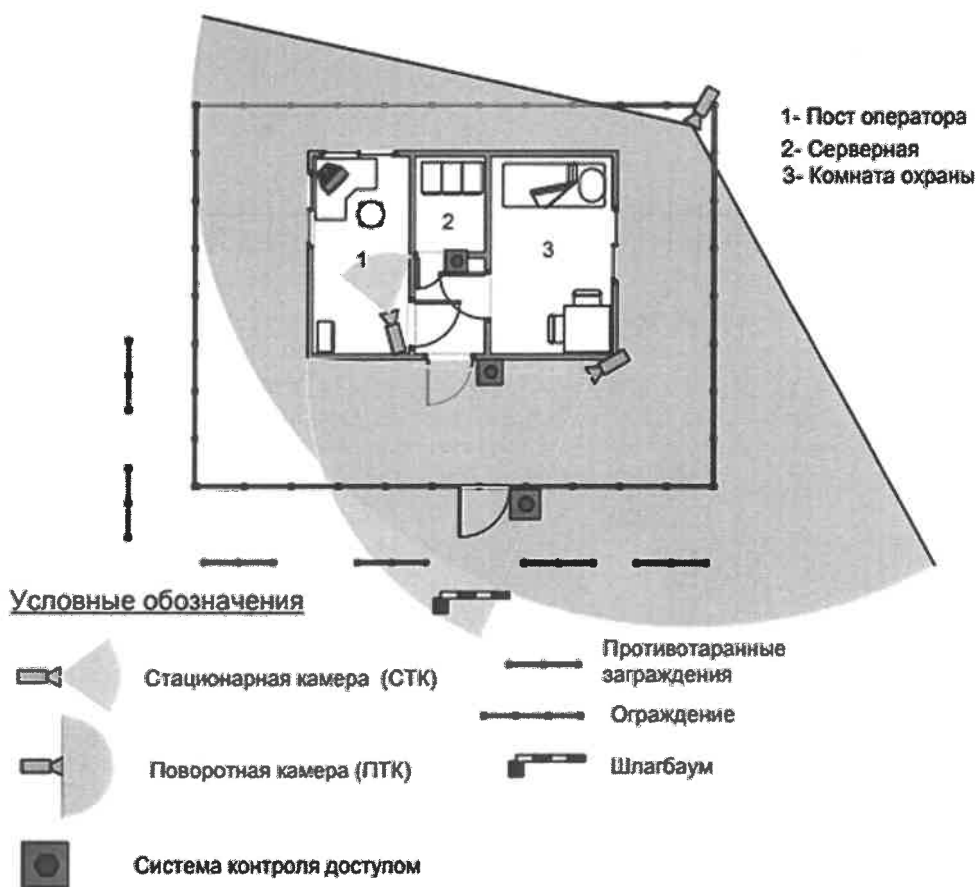 1- Пост оператора
2- Серверная
3- Комната охраны
1
2
3
Условные обозначения
Стационарная камера (СТК)
Поворотная камера (ПТК)
Система контроля доступом
Противотаранные
заграждения
Ограждение
Шлагбаум